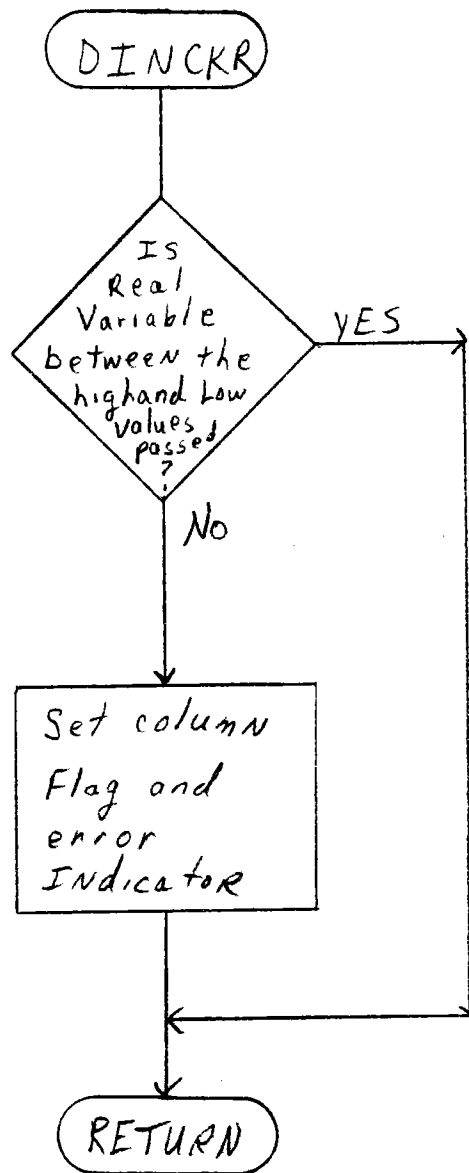 DINCKR
Is
Real
Variable
between the
highand Low
values
passed
?
YES
No
Set column
Flag and
error
Indicator
RETURN